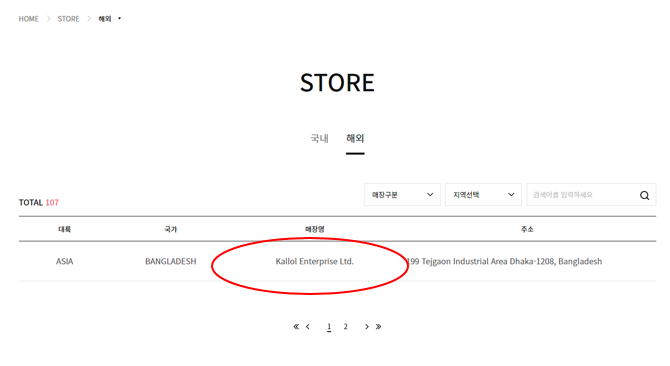 HOME > STORE > 해외
STORE
국내 해외
TOTAL 107 매장구분 지역선택 검색어를 입력하세요
대륙 국가 매장명 주소
ASIA BANGLADESH Kallol Enterprise Ltd. 199 Tejgaon Industrial Area Dhaka-1208, Bangladesh
1 2